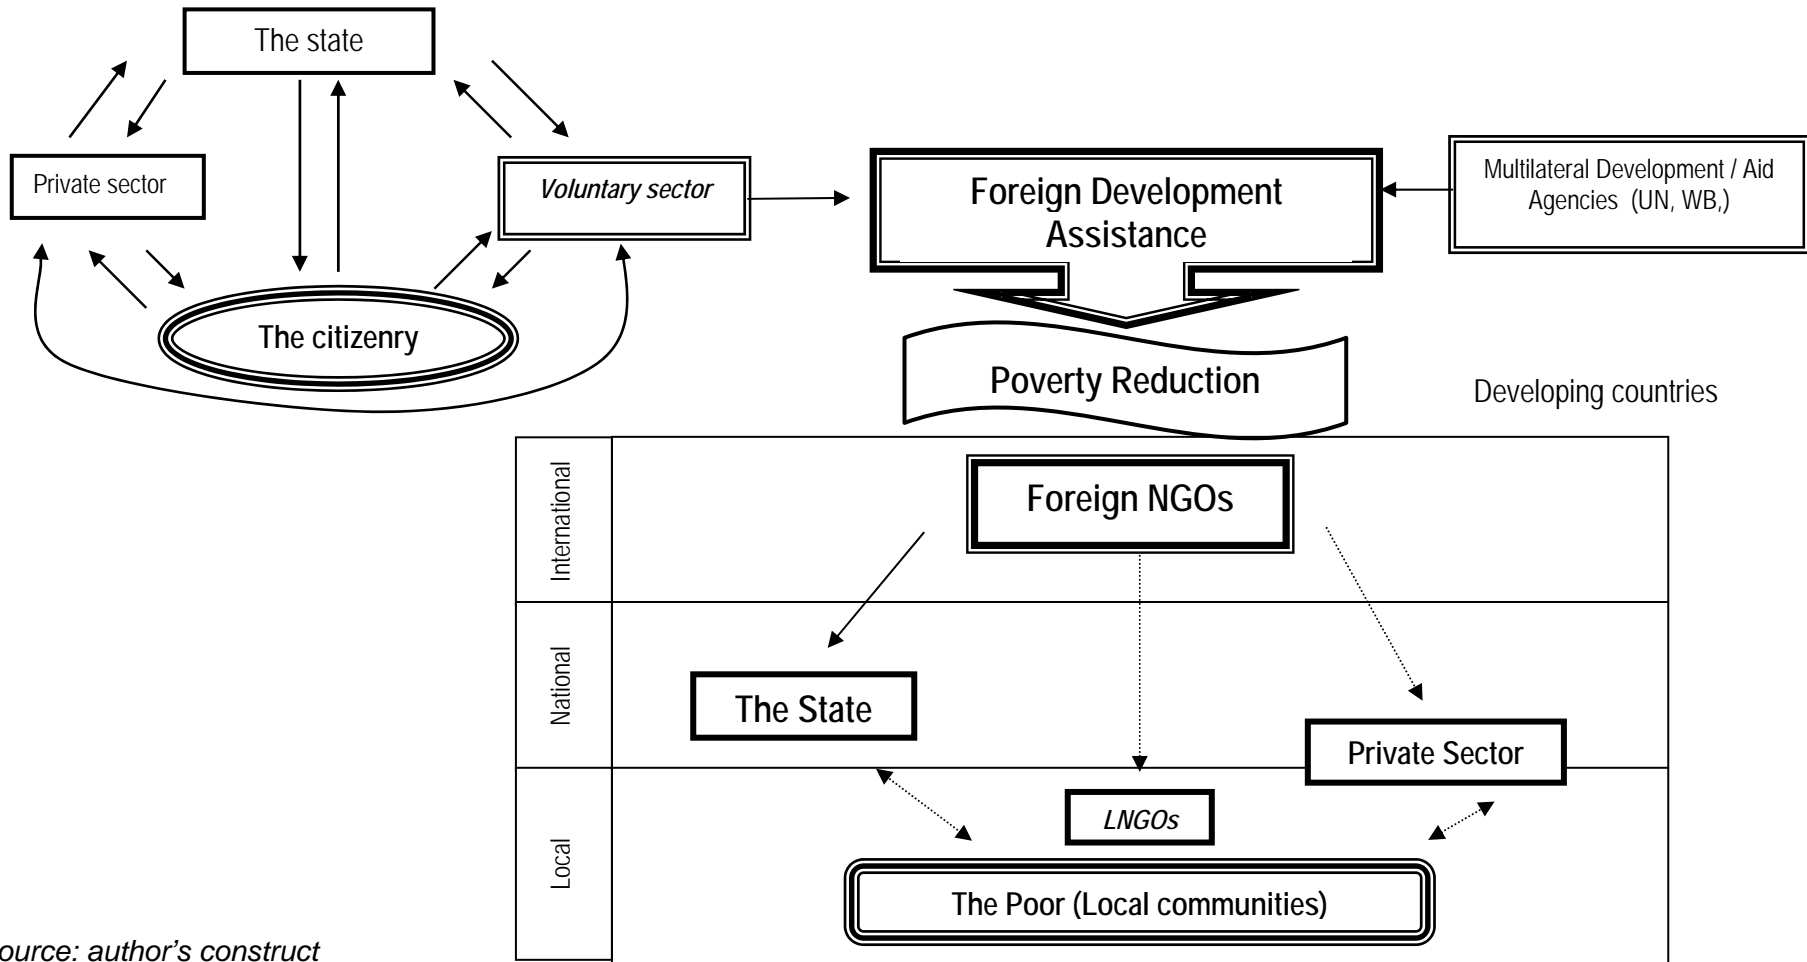 The state
Private sector
Voluntary sector
The citizenry
Foreign Development
Assistance
Multilateral Development / Aid
Agencies (UN, WB,)
Poverty Reduction
Developing countries
International
Foreign NGOs
National
The State
Private Sector
Local
LNGOs
The Poor (Local communities)
ource: author's construct